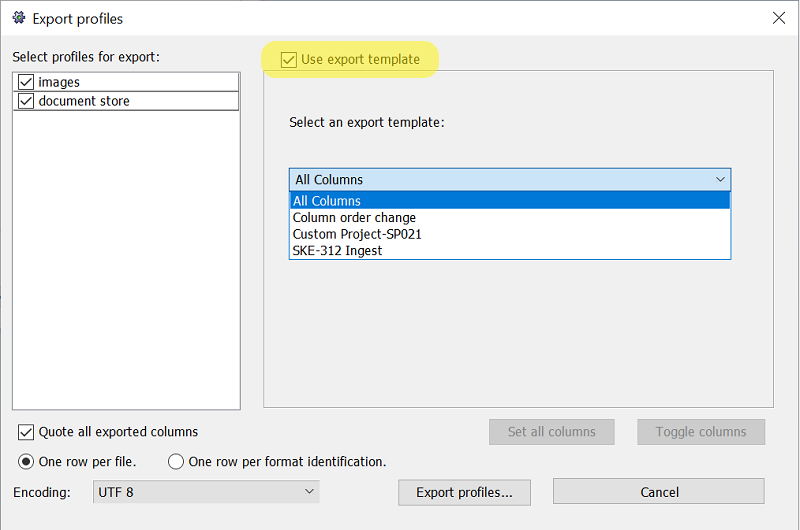 Export profiles
Select profiles for export:
Use export template
images
document store
Select an export template:
All Columns
All Columns
Column order change
Custom Project-SP021
SKE-312 Ingest
Quote all exported columns
Set all columns
Toggle columns
One row per file.
One row per format identification.
Encoding:
UTF 8
Export profiles...
Cancel